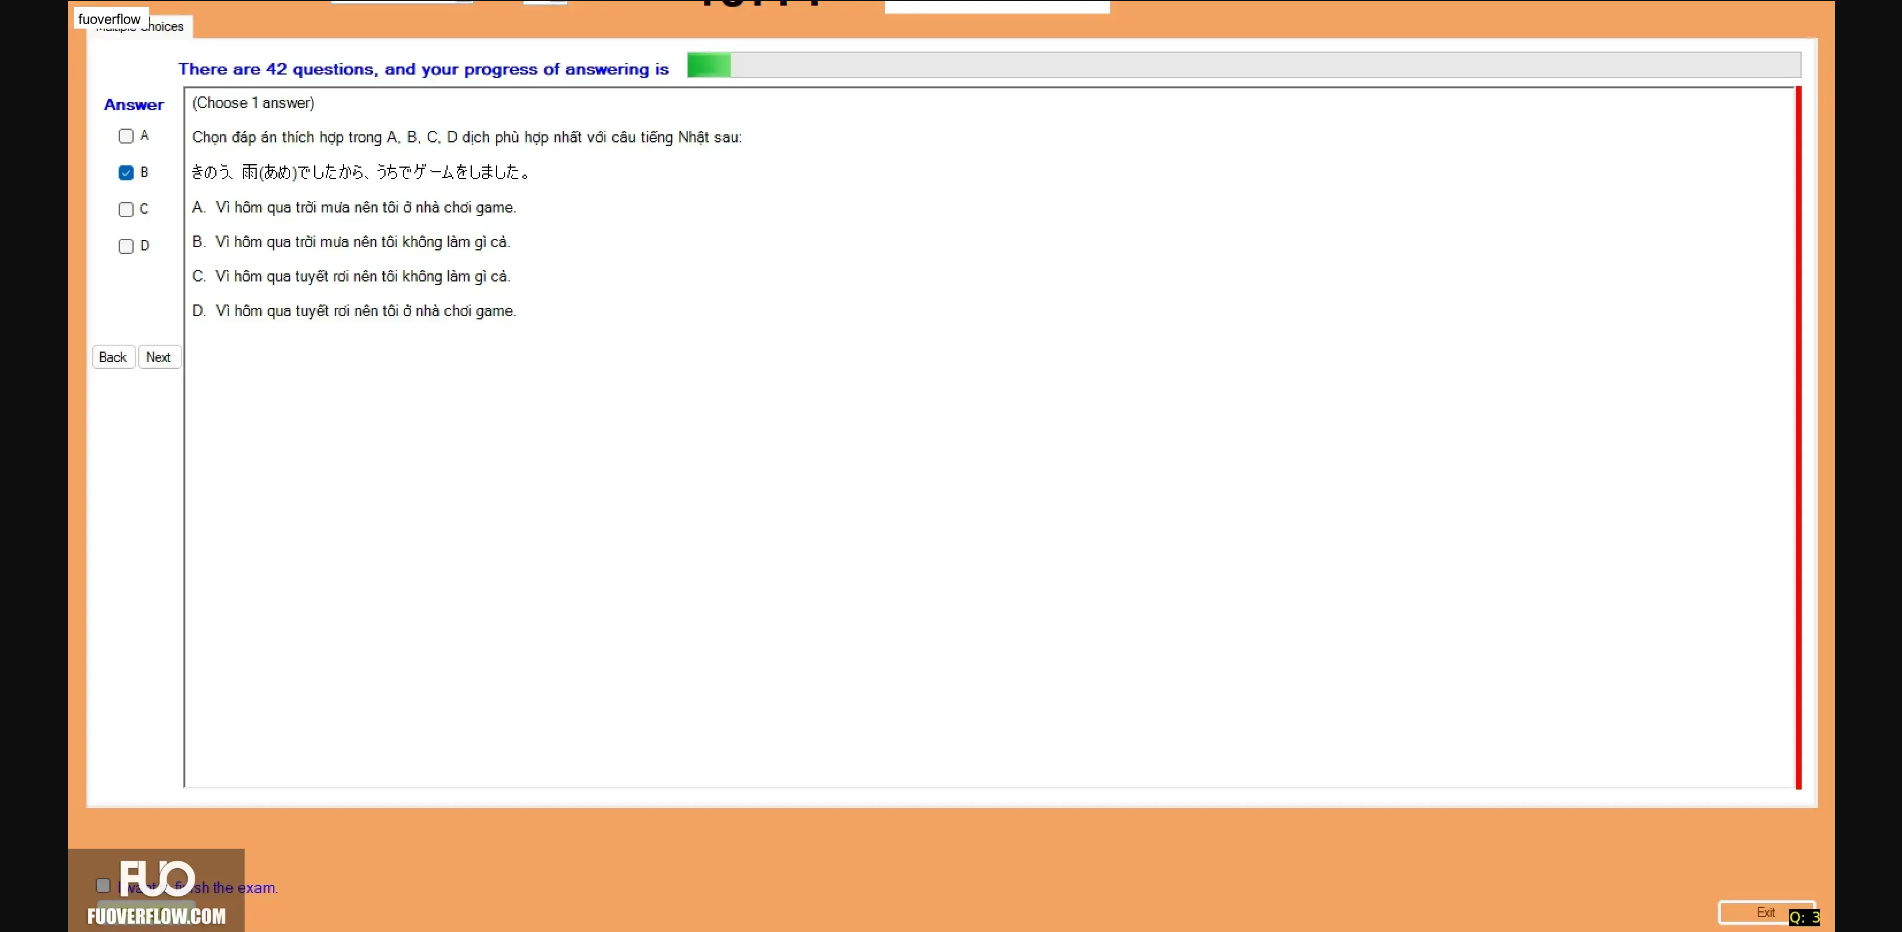 fuoverflow
Multiple Choices
There are 42 questions, and your progress of answering is
Answer
(Choose 1 answer)
A
Chọn đáp án thích hợp trong A, B, C, D dịch phù hợp nhất với câu tiếng Nhật sau:
B
きのう、雨(あめ)でしたから、うちでゲームをしました。
C
A. Vì hôm qua trời mưa nên tôi ở nhà chơi game.
D
B. Vì hôm qua trời mưa nên tôi không làm gì cả.
C. Vì hôm qua tuyết rơi nên tôi không làm gì cả.
D. Vì hôm qua tuyết rơi nên tôi ở nhà chơi game.
Back Next
FUO
I want to finish the exam.
FUOVERFLOW.COM
Exit
Q: 3